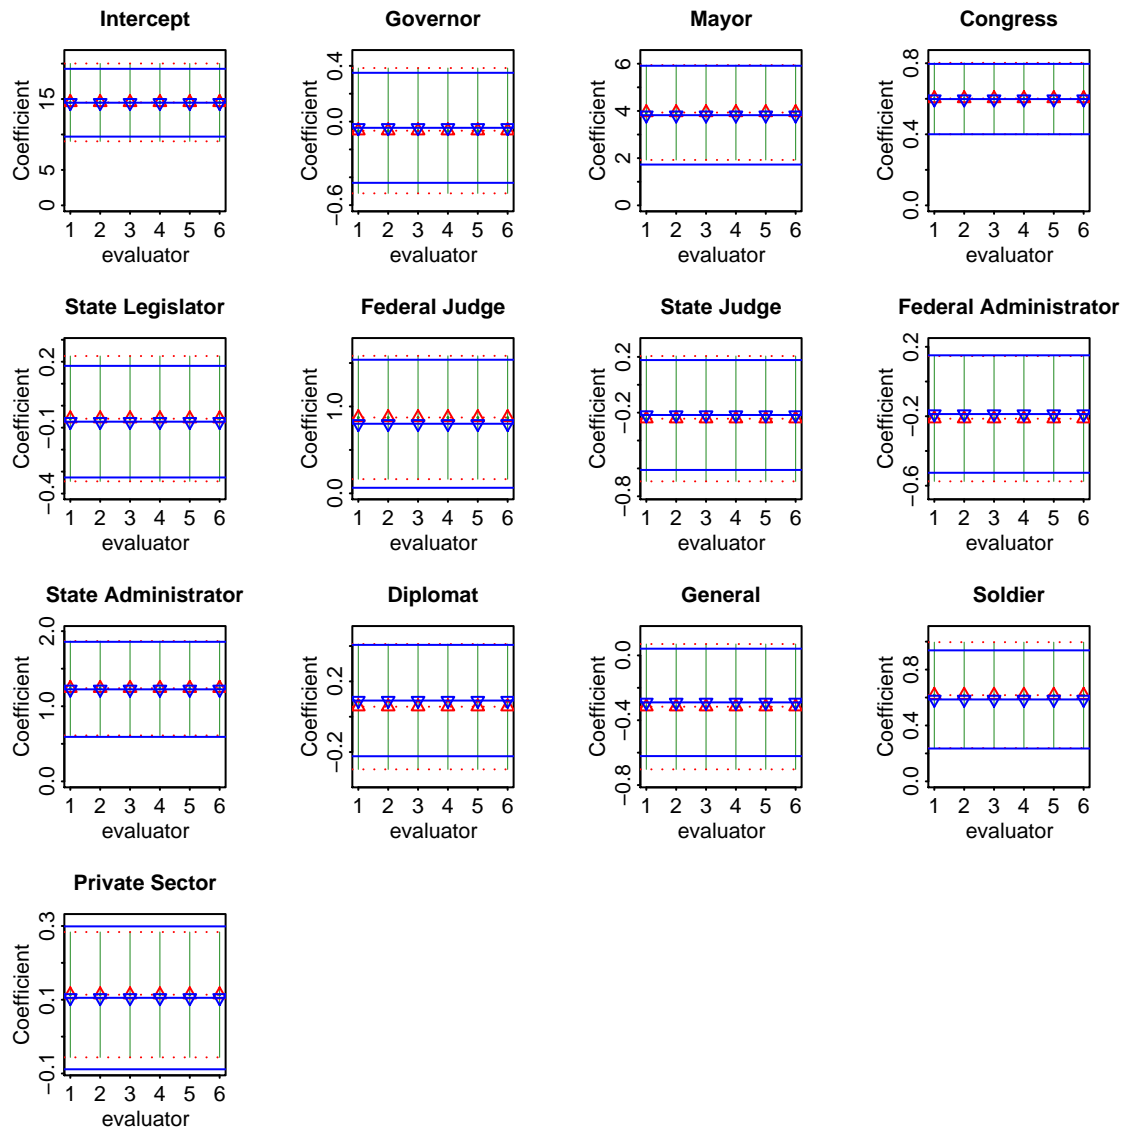 Intercept
Coefficient
0 5 15
1 2 3 4 5 6
evaluator
Governor
Coefficient
−0.6 0.0 0.4
1 2 3 4 5 6
evaluator
Mayor
Coefficient
0 2 4 6
1 2 3 4 5 6
evaluator
Congress
Coefficient
0.0 0.4 0.8
1 2 3 4 5 6
evaluator
State Legislator
Coefficient
−0.4 −0.1 0.2
1 2 3 4 5 6
evaluator
Federal Judge
Coefficient
0.0 1.0
1 2 3 4 5 6
evaluator
State Judge
Coefficient
−0.8 −0.2 0.2
1 2 3 4 5 6
evaluator
Federal Administrator
Coefficient
−0.6 −0.2 0.2
1 2 3 4 5 6
evaluator
State Administrator
Coefficient
0.0 1.0 2.0
1 2 3 4 5 6
evaluator
Diplomat
Coefficient
−0.2 0.2
1 2 3 4 5 6
evaluator
General
Coefficient
−0.8 −0.4 0.0
1 2 3 4 5 6
evaluator
Soldier
Coefficient
0.0 0.4 0.8
1 2 3 4 5 6
evaluator
Private Sector
Coefficient
−0.1 0.1 0.3
1 2 3 4 5 6
evaluator